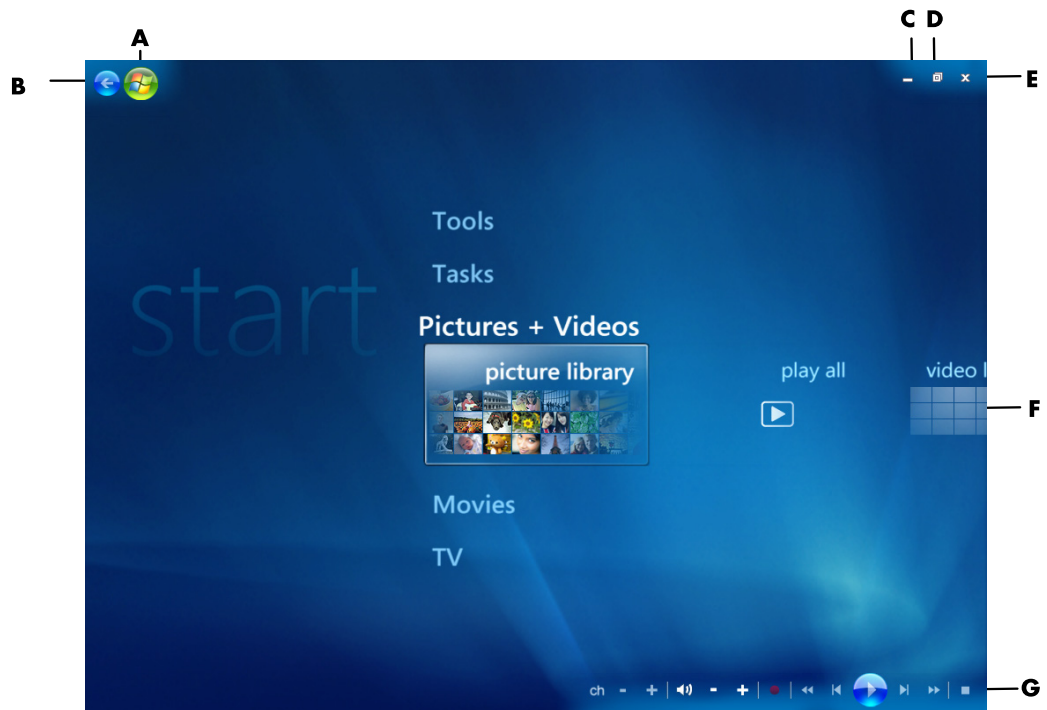 A
B
C D
E
start
Tools
Tasks
Pictures + Videos
picture library
play all
video l
F
Movies
TV
ch - +
- +
G